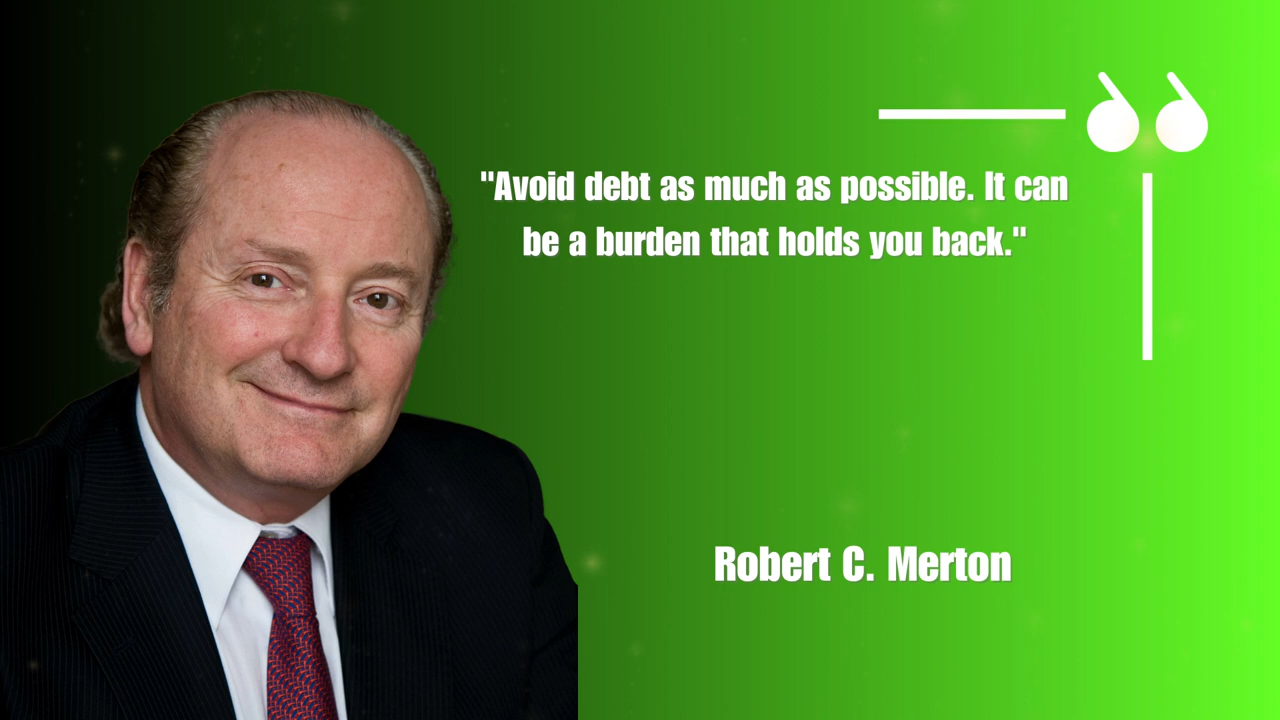 "Avoid debt as much as possible. It can
be a burden that holds you back."
Robert C. Merton